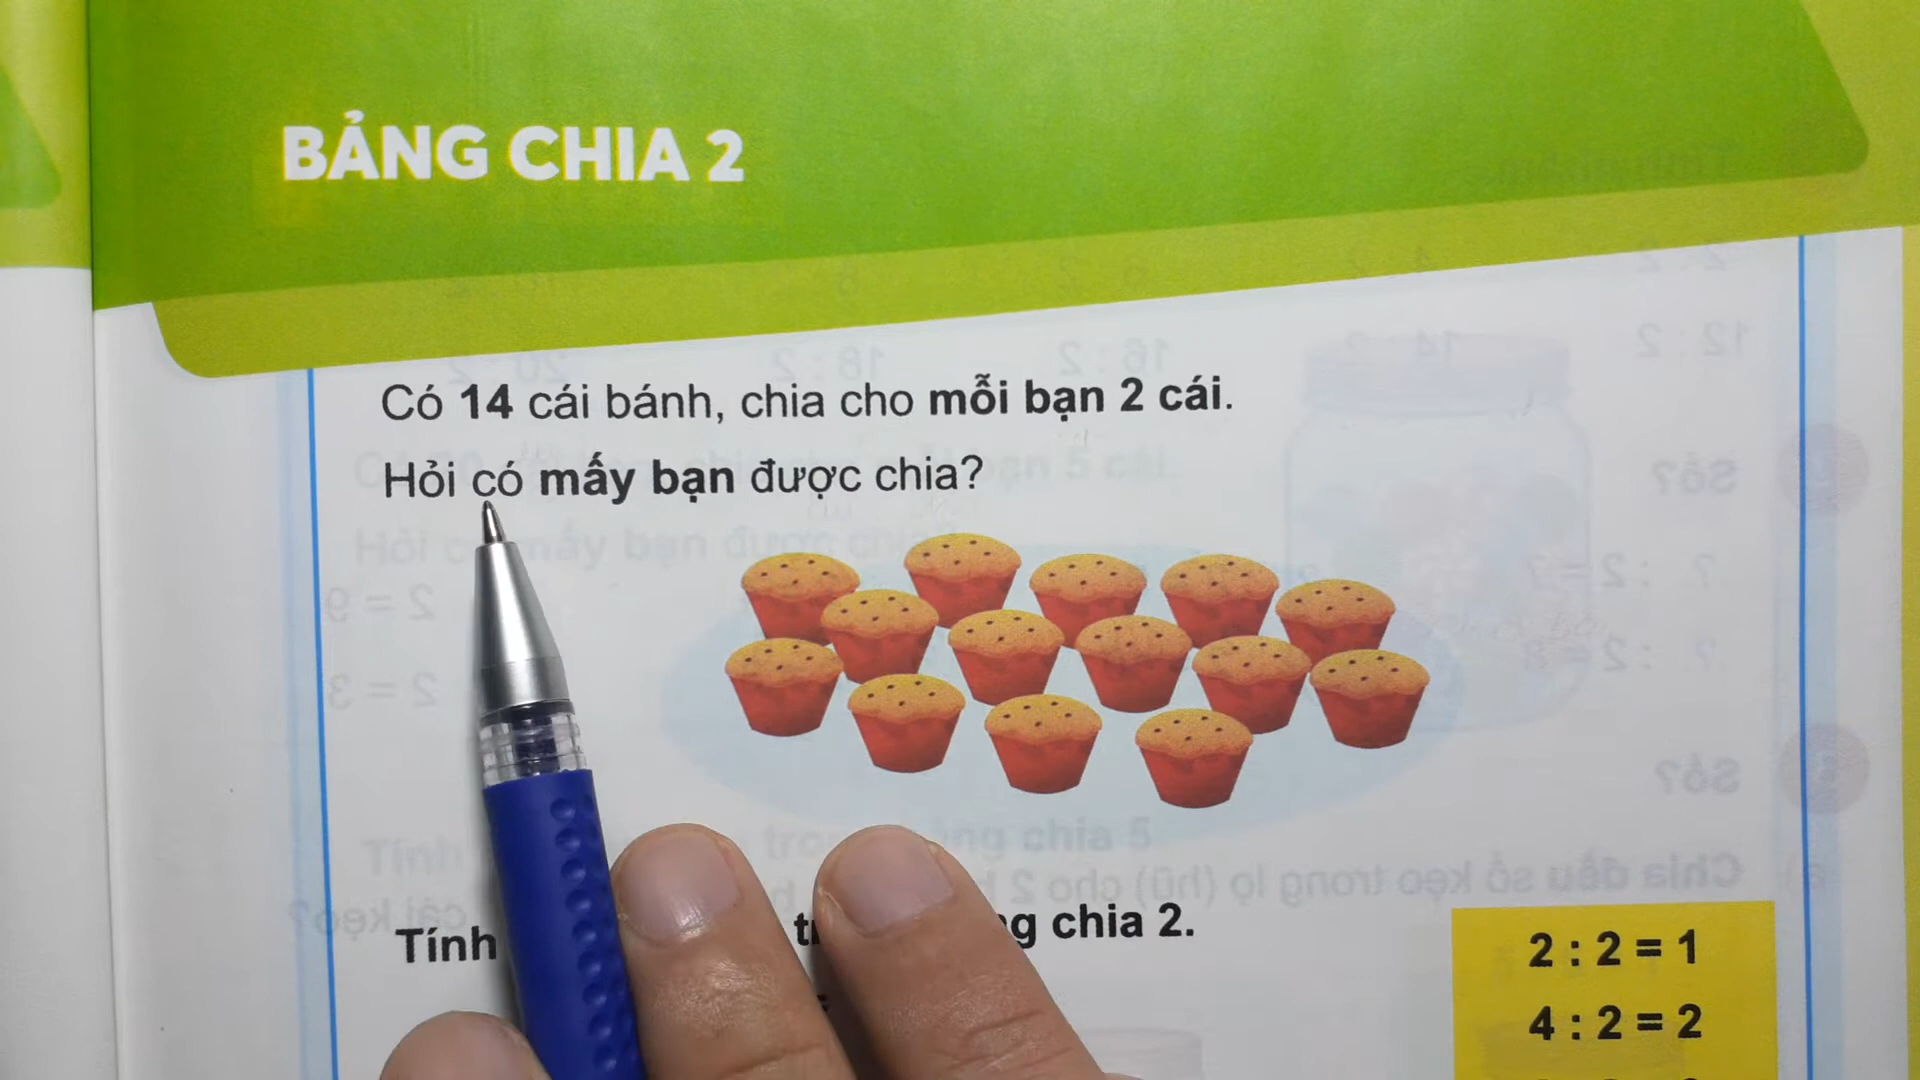 BẢNG CHIA 2
Có 14 cái bánh, chia cho mỗi bạn 2 cái.
Hỏi có mấy bạn được chia?
Tính chia 2.
2 : 2 = 1
4 : 2 = 2